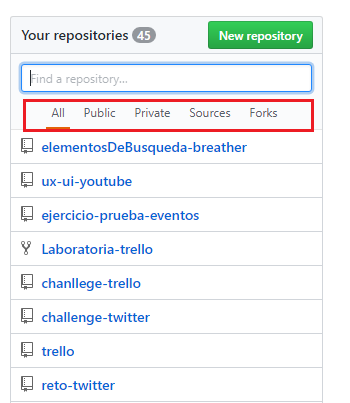 Your repositories 45 New repository
Find a repository...
All Public Private Sources Forks
elementosDeBusqueda-breather
ux-ui-youtube
ejercicio-prueba-eventos
Laboratoria-trello
chanllege-trello
challenge-twitter
trello
reto-twitter